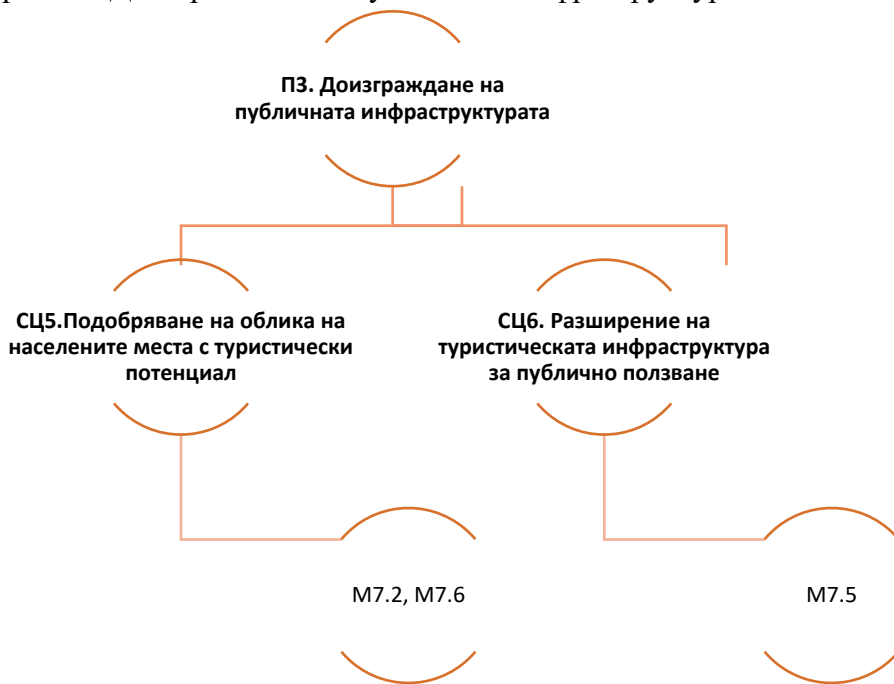 П3. Доизграждане на
публичната инфраструктурата
СЦ5.Подобряване на облика на
населените места с туристически
потенциал
СЦ6. Разширение на
туристическата инфраструктура
за публично ползване
М7.2, М7.6
М7.5